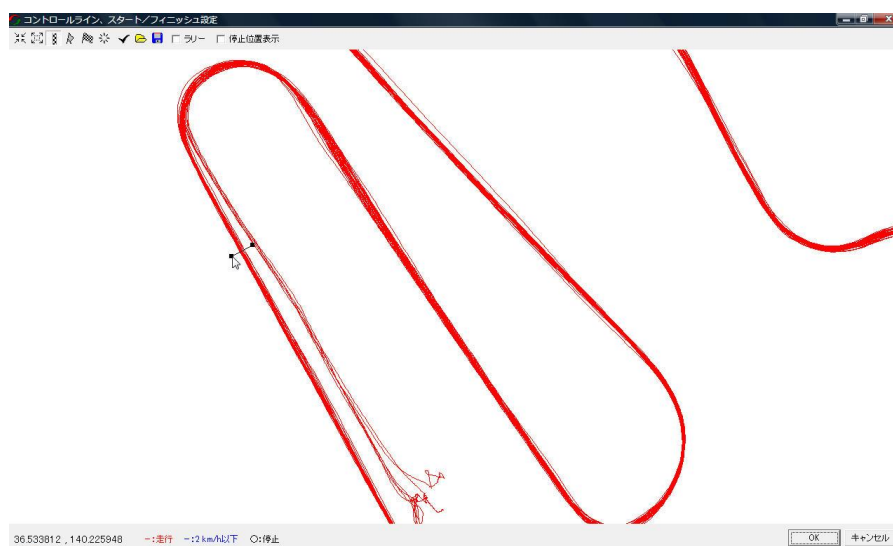 コントロールライン、スタート／フィニッシュ設定
ラリー 停止位置表示
36.533812 , 140.225948 －:走行 －:2 km/h以下 〇:停止 OK キャンセル